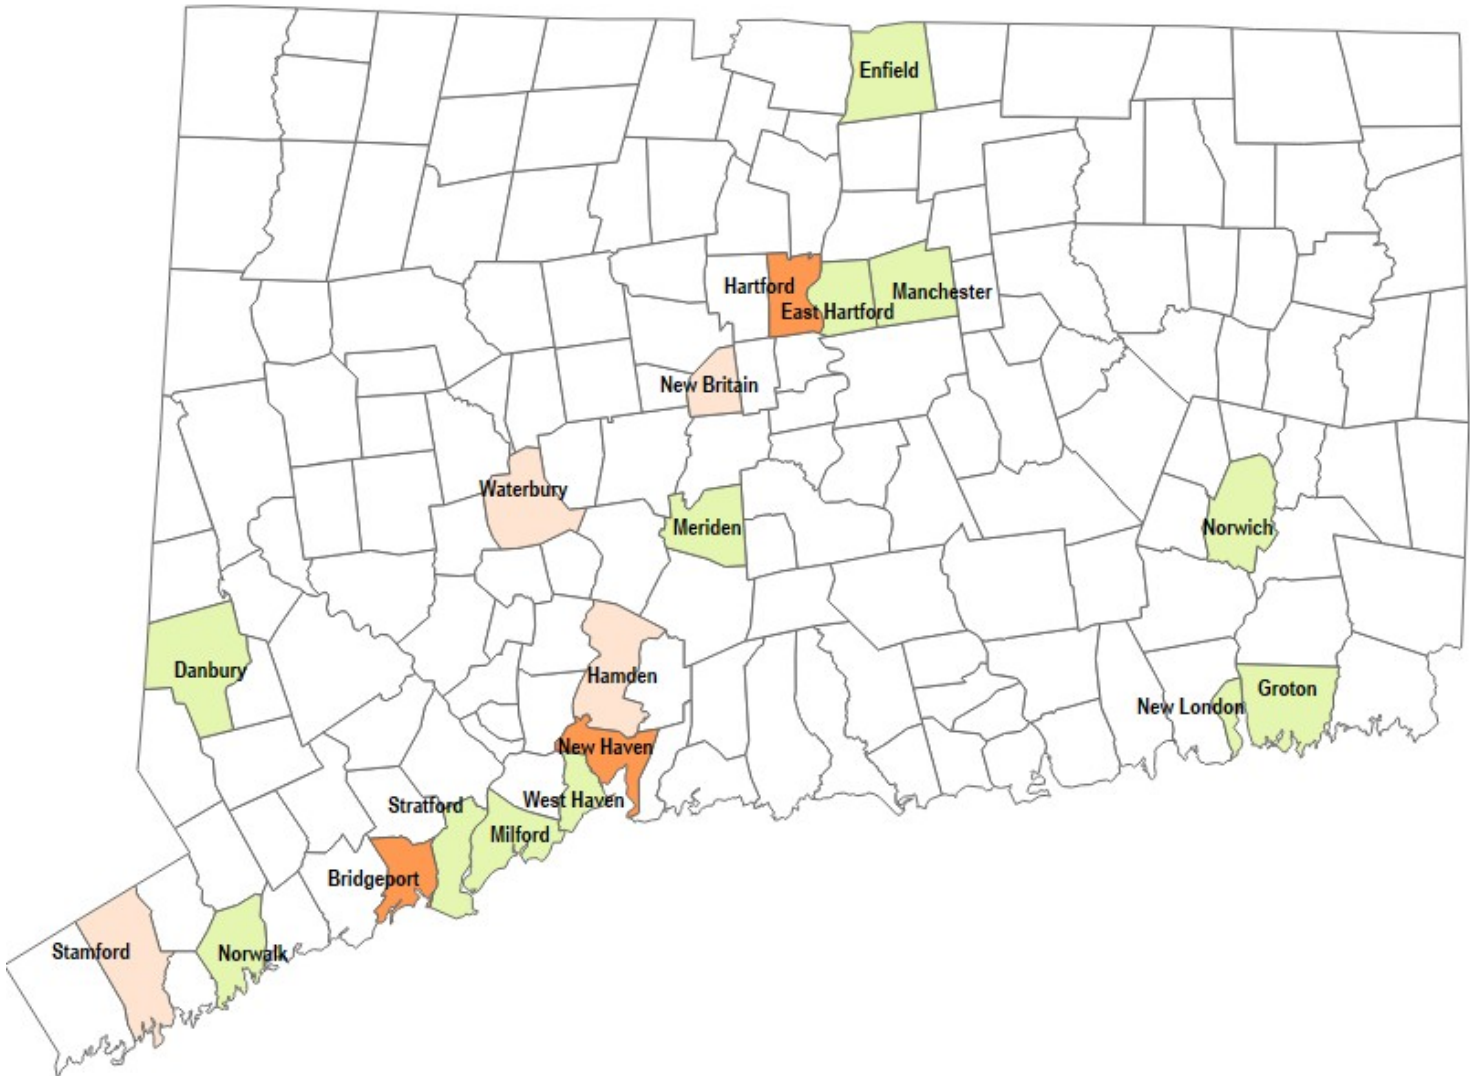 Enfield
Hartford
Manchester
East Hartford
New Britain
Waterbury
Meriden
Norwich
Danbury
Hamden
Groton
New London
New Haven
West Haven
Stratford
Milford
Bridgeport
Stamford
Norwalk